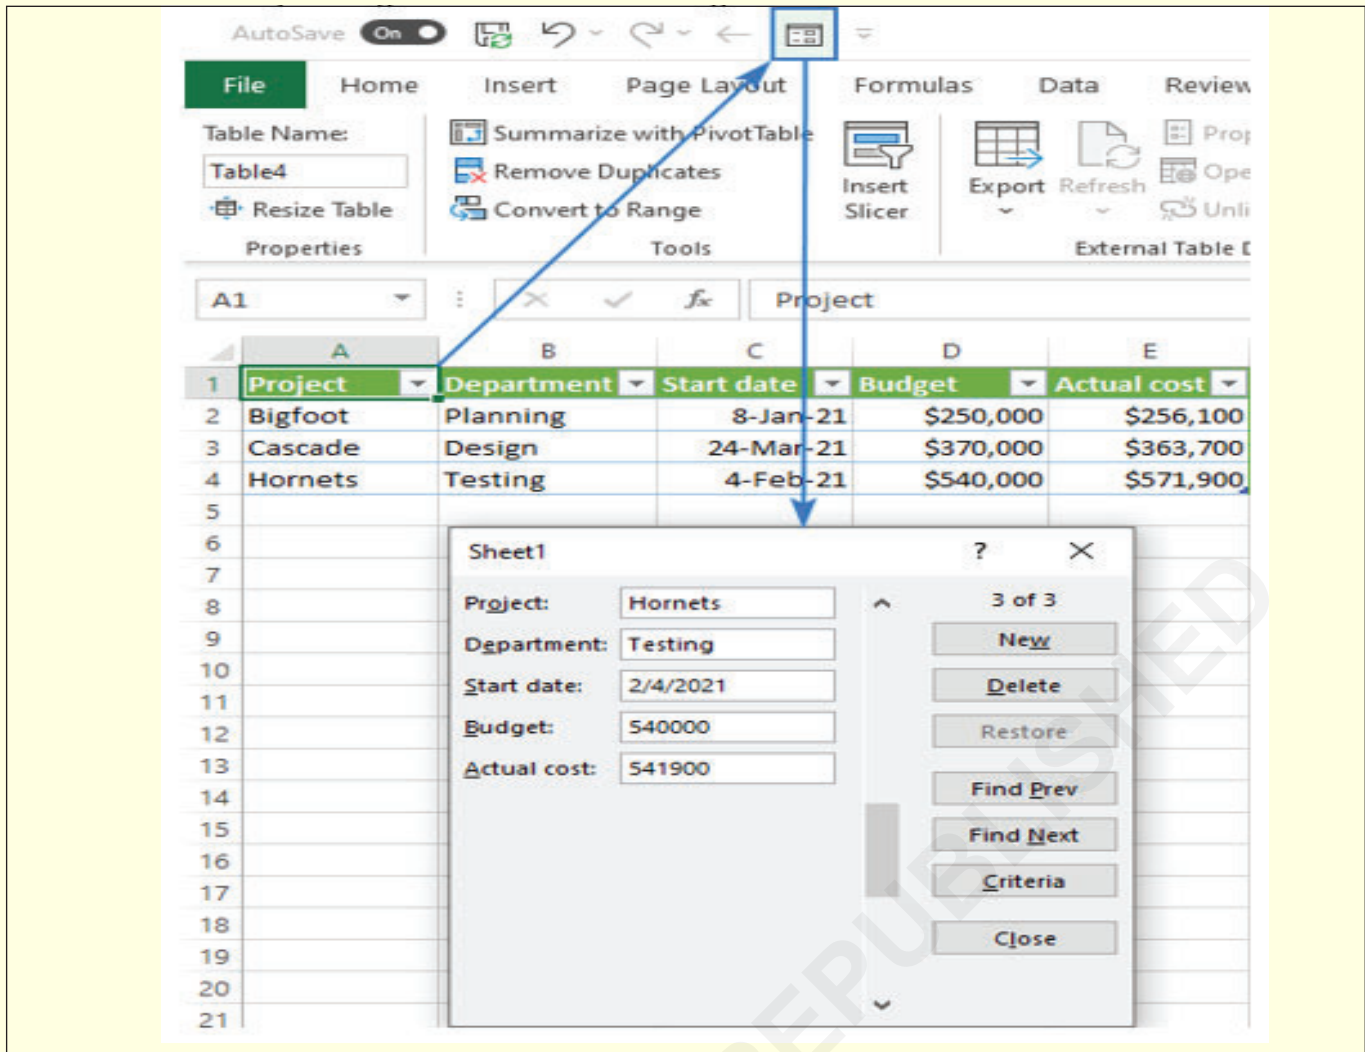 AutoSave On
File Home Insert Page Layout Formulas Data Review
Table Name:
Table4
Resize Table
Properties
Summarize with PivotTable
Remove Duplicates
Convert to Range
Tools
Insert
Slicer
Export
Refresh
Prop
Ope
Unli
External Table D
A1 fx Project
A B C D E
1 Project Department Start date Budget Actual cost
2 Bigfoot Planning 8-Jan-21 $250,000 $256,100
3 Cascade Design 24-Mar-21 $370,000 $363,700
4 Hornets Testing 4-Feb-21 $540,000 $571,900
5
6
7
8
9
10
11
12
13
14
15
16
17
18
19
20
21
Sheet1 ?
Project: Hornets
Department: Testing
Start date: 2/4/2021
Budget: 540000
Actual cost: 541900
3 of 3
New
Delete
Restore
Find Prev
Find Next
Criteria
Close
REPUBLISHED